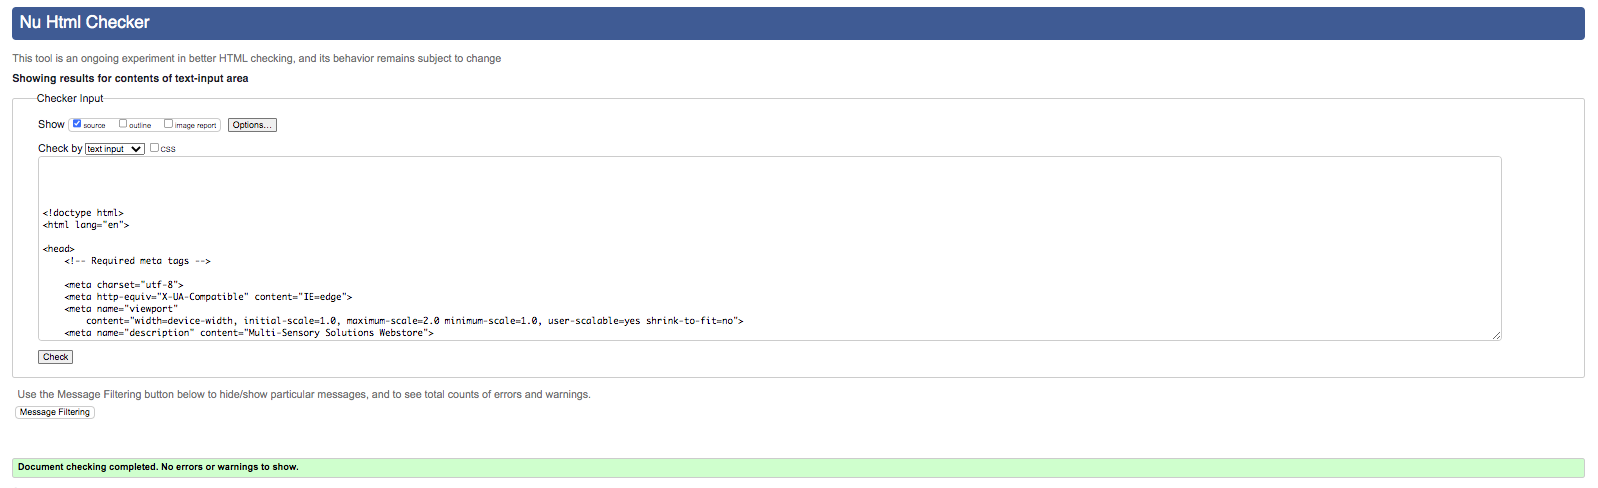 Nu Html Checker
This tool is an ongoing experiment in better HTML checking, and its behavior remains subject to change
Showing results for contents of text-input area
Checker Input
Show source outline image report Options...
Check by text input css
<!doctype html>
<html lang="en">
<head>
<!-- Required meta tags -->
<meta charset="utf-8">
<meta http-equiv="X-UA-Compatible" content="IE=edge">
<meta name="viewport"
content="width=device-width, initial-scale=1.0, maximum-scale=2.0 minimum-scale=1.0, user-scalable=yes shrink-to-fit=no">
<meta name="description" content="Multi-Sensory Solutions Webstore">
Check
Use the Message Filtering button below to hide/show particular messages, and to see total counts of errors and warnings.
Message Filtering
Document checking completed. No errors or warnings to show.